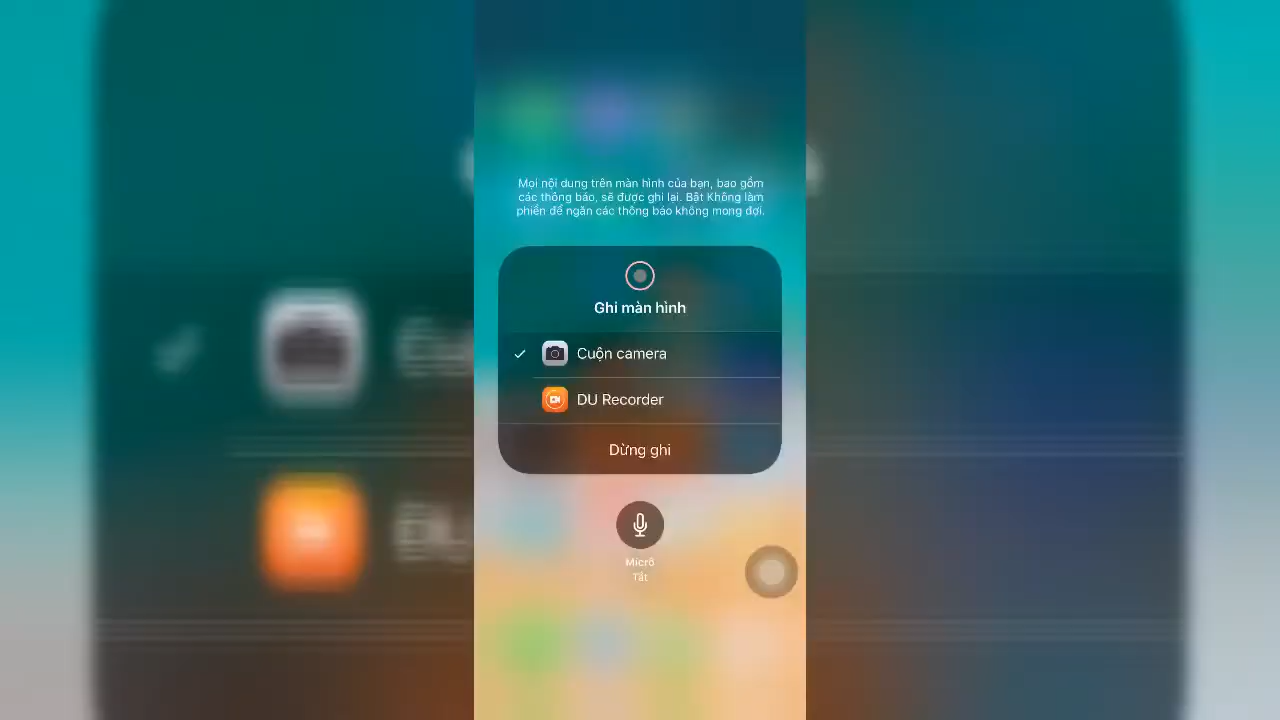 Mọi nội dung trên màn hình của bạn, bao gồm
các thông báo, sẽ được ghi lại. Bật Không làm
phiền để ngăn các thông báo không mong đợi.
Ghi màn hình
Cuộn camera
DU Recorder
Dừng ghi
Micrô
Tắt